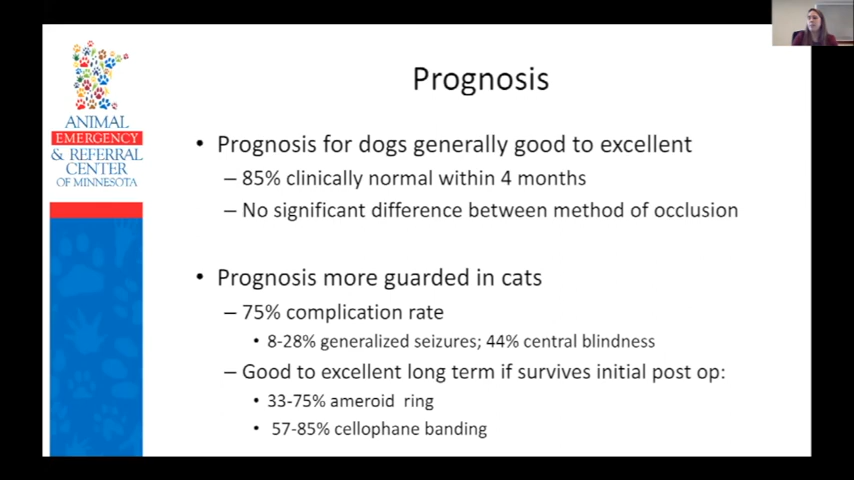 Prognosis
ANIMAL
EMERGENCY
& REFERRAL
CENTER
OF MINNESOTA
• Prognosis for dogs generally good to excellent
– 85% clinically normal within 4 months
– No significant difference between method of occlusion
• Prognosis more guarded in cats
– 75% complication rate
• 8-28% generalized seizures; 44% central blindness
– Good to excellent long term if survives initial post op:
• 33-75% ameroid ring
• 57-85% cellophane banding